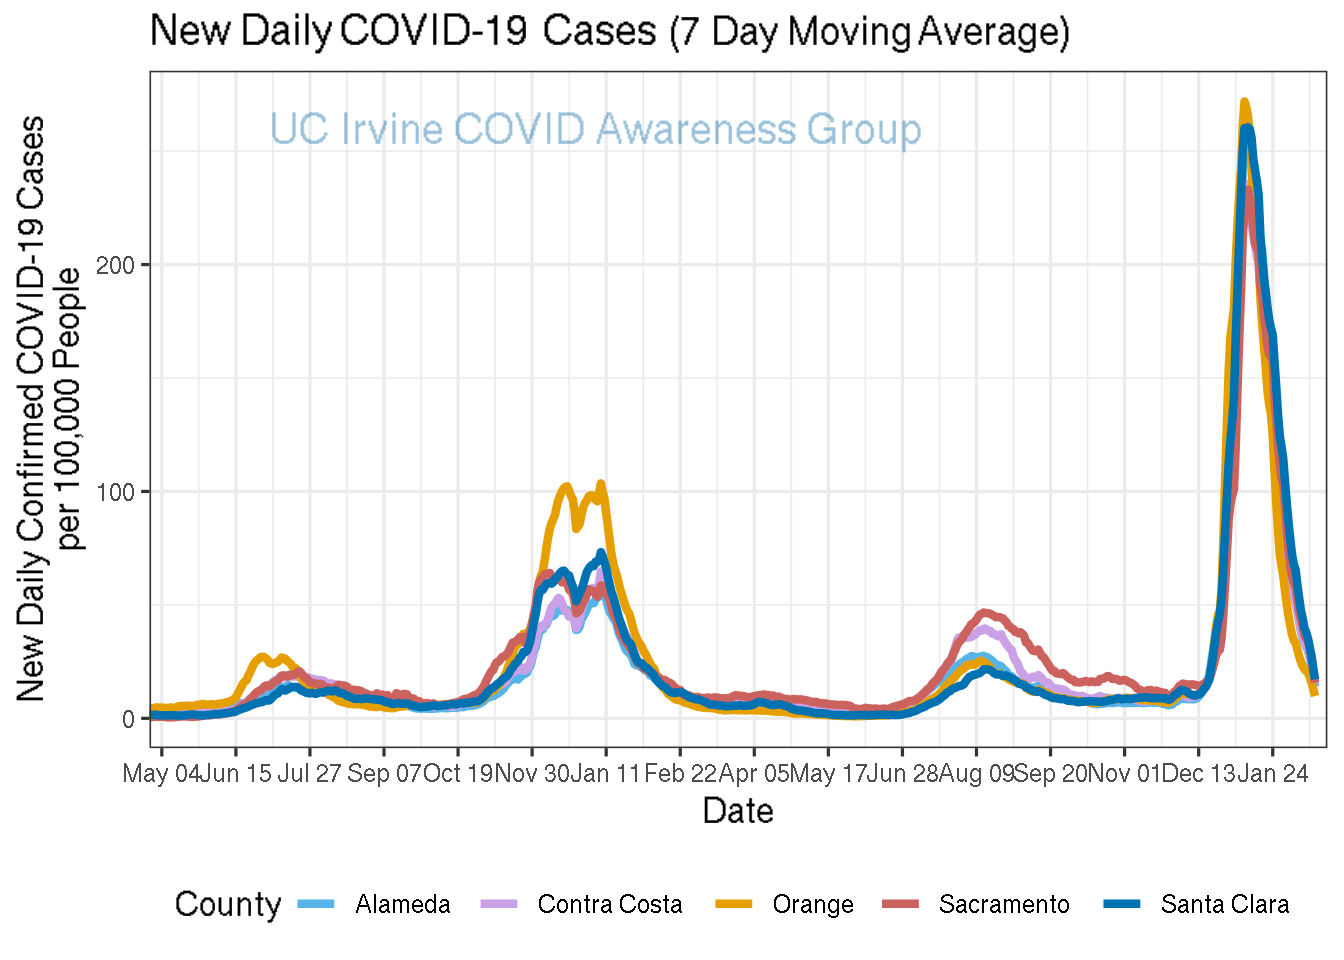 New Daily COVID-19 Cases (7 Day Moving Average)
UC Irvine COVID Awareness Group
New Daily Confirmed COVID-19 Cases
per 100,000 People
200
100
0
May 04 Jun 15 Jul 27 Sep 07 Oct 19 Nov 30 Jan 11 Feb 22 Apr 05 May 17 Jun 28 Aug 09 Sep 20 Nov 01 Dec 13 Jan 24
Date
County Alameda Contra Costa Orange Sacramento Santa Clara